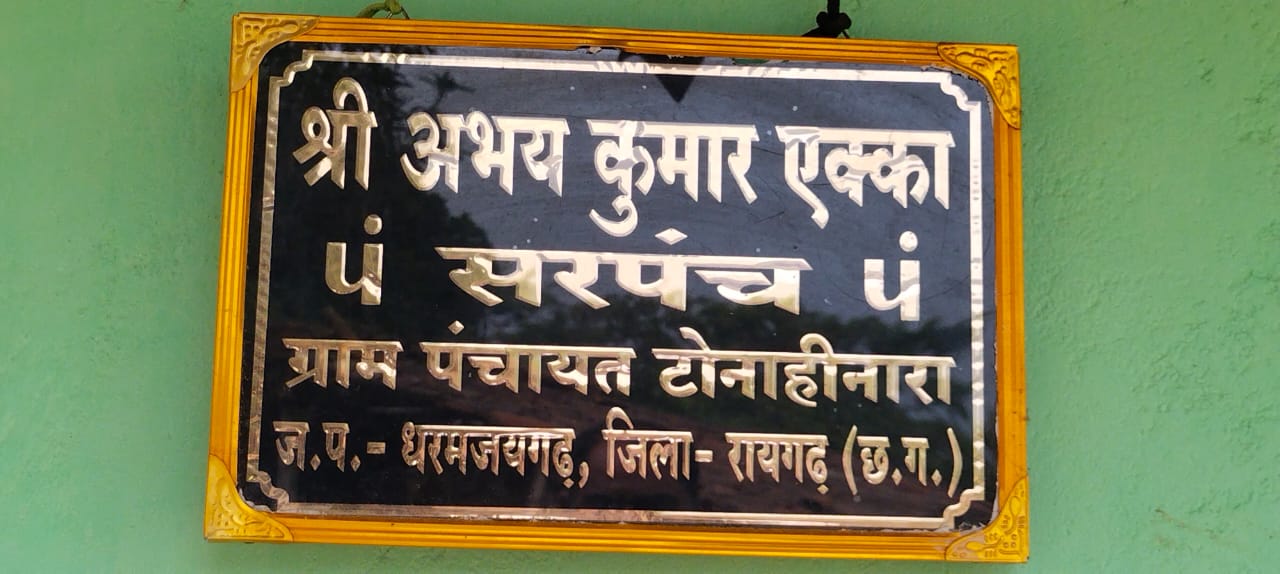 श्री अभय कुमार एक्का
पं सरपंच पं
ग्राम पंचायत टोनाहीनारा
ज.प.- धरमजयगढ़, जिला- रायगढ़ (छ.ग.)